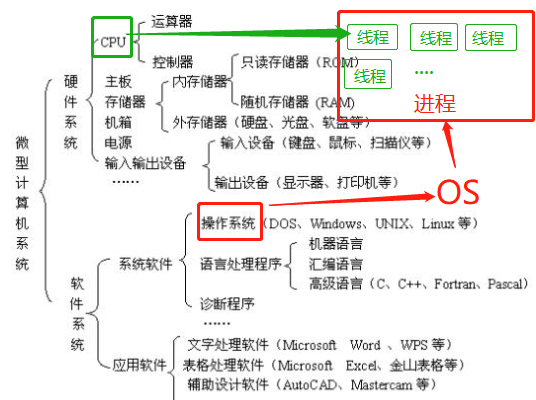 运算器
CPU
控制器
线程
线程
线程
线程
....
进程
硬件系统
主板
内存储器
只读存储器（ROM）
存储器
随机存储器 (RAM)
机箱
外存储器（硬盘、光盘、软盘等）
电源
输入设备（键盘、鼠标、扫描仪等）
输入输出设备
……
输出设备（显示器、打印机等）
OS
微型计算机系统
操作系统（DOS、Windows、UNIX、Linux 等）
机器语言
系统软件
语言处理程序
汇编语言
高级语言（C、C++、Fortran、Pascal）
软件系统
诊断程序
……
文字处理软件（Microsoft Word 、WPS 等）
应用软件
表格处理软件（Microsoft Excel、金山表格等）
辅助设计软件（AutoCAD、Mastercam 等）